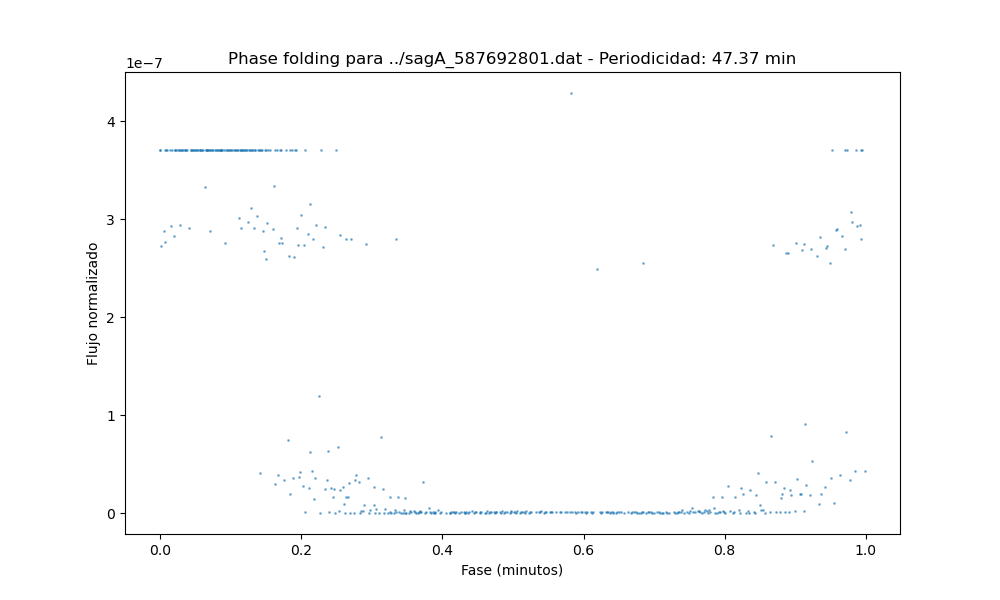 Phase folding para ../sagA_587692801.dat - Periodicidad: 47.37 min
1e−7
4
3
2
1
0
Flujo normalizado
0.0 0.2 0.4 0.6 0.8 1.0
Fase (minutos)